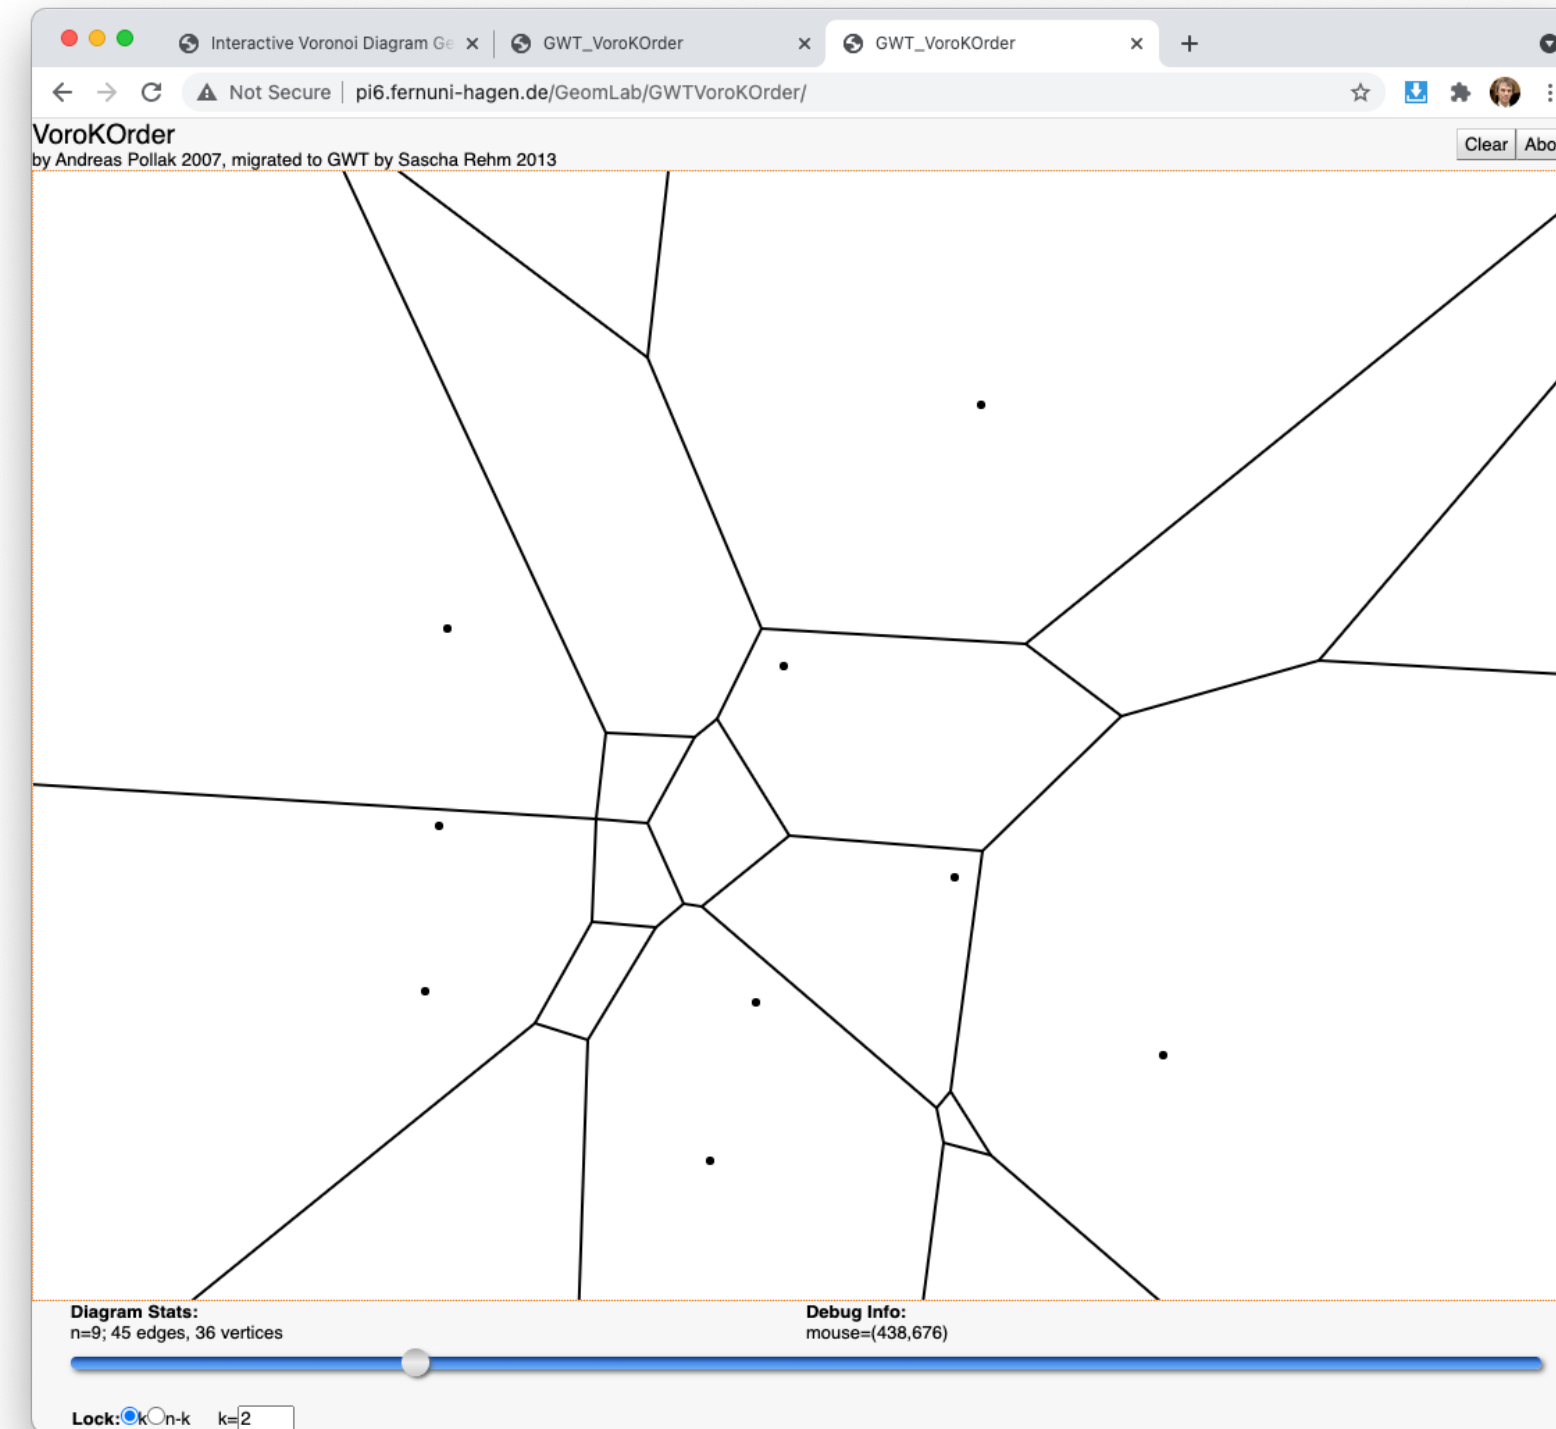 Interactive Voronoi Diagram Ge
GWT_VoroKOrder
GWT_VoroKOrder
Not Secure pi6.fernuni-hagen.de/GeomLab/GWTVoroKOrder/
VoroKOrder
by Andreas Pollak 2007, migrated to GWT by Sascha Rehm 2013
Clear Abo
Diagram Stats:
n=9; 45 edges, 36 vertices
Debug Info:
mouse=(438,676)
Lock: k n-k k= 2